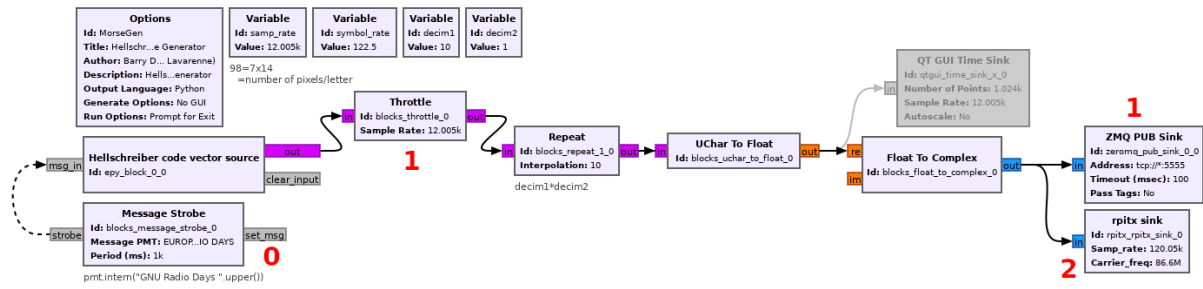 Options
Id: MorseGen
Title: Hellschr...e Generator
Author: Barry D... Lavarenne)
Description: Hells...enerator
Output Language: Python
Generate Options: No GUI
Run Options: Prompt for Exit
Variable
Id: samp_rate
Value: 12.005k
Variable
Id: symbol_rate
Value: 122.5
Variable
Id: decim1
Value: 10
Variable
Id: decim2
Value: 1
98=7x14
=number of pixels/letter
QT GUI Time Sink
Id: qtgui_time_sink_x_0
Number of Points: 1.024k
Sample Rate: 12.005k
Autoscale: No
in
Throttle
Id: blocks_throttle_0
Sample Rate: 12.005k
in
out
1
Hellschreiber code vector source
Id: epy_block_0_0
msg_in
out
clear_input
Repeat
Id: blocks_repeat_1_0
Interpolation: 10
in
out
decim1*decim2
UChar To Float
Id: blocks_uchar_to_float_0
in
out
Float To Complex
Id: blocks_float_to_complex_0
re
im
out
1
ZMQ PUB Sink
Id: zeromq_pub_sink_0_0
Address: tcp://*:5555
Timeout (msec): 100
Pass Tags: No
in
Message Strobe
Id: blocks_message_strobe_0
Message PMT: EUROP...IO DAYS
Period (ms): 1k
strobe
set_msg
0
pmt.intern("GNU Radio Days ".upper())
rpitx sink
Id: rpitx_rpitx_sink_0
Samp_rate: 120.05k
Carrier_freq: 86.6M
in
2